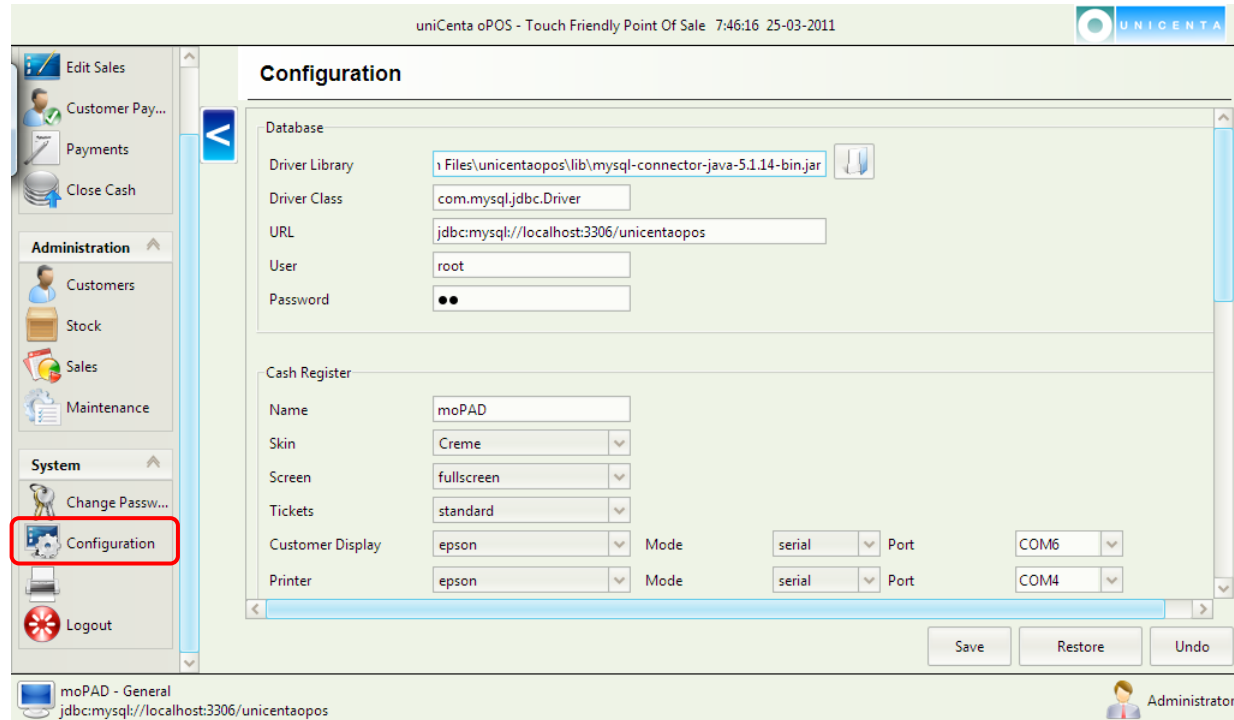 uniCenta oPOS - Touch Friendly Point Of Sale 7:46:16 25-03-2011
UNICENTA
Edit Sales
Customer Pay...
Payments
Close Cash
Administration
Customers
Stock
Sales
Maintenance
System
Change Passw...
Configuration
Logout
<
Configuration
Database
Driver Library ı Files\unicentaopos\lib\mysql-connector-java-5.1.14-bin.jar
Driver Class com.mysql.jdbc.Driver
URL jdbc:mysql://localhost:3306/unicentaopos
User root
Password ●●
Cash Register
Name moPAD
Skin Creme
Screen fullscreen
Tickets standard
Customer Display epson Mode serial Port COM6
Printer epson Mode serial Port COM4
Save Restore Undo
moPAD - General
jdbc:mysql://localhost:3306/unicentaopos
Administrator